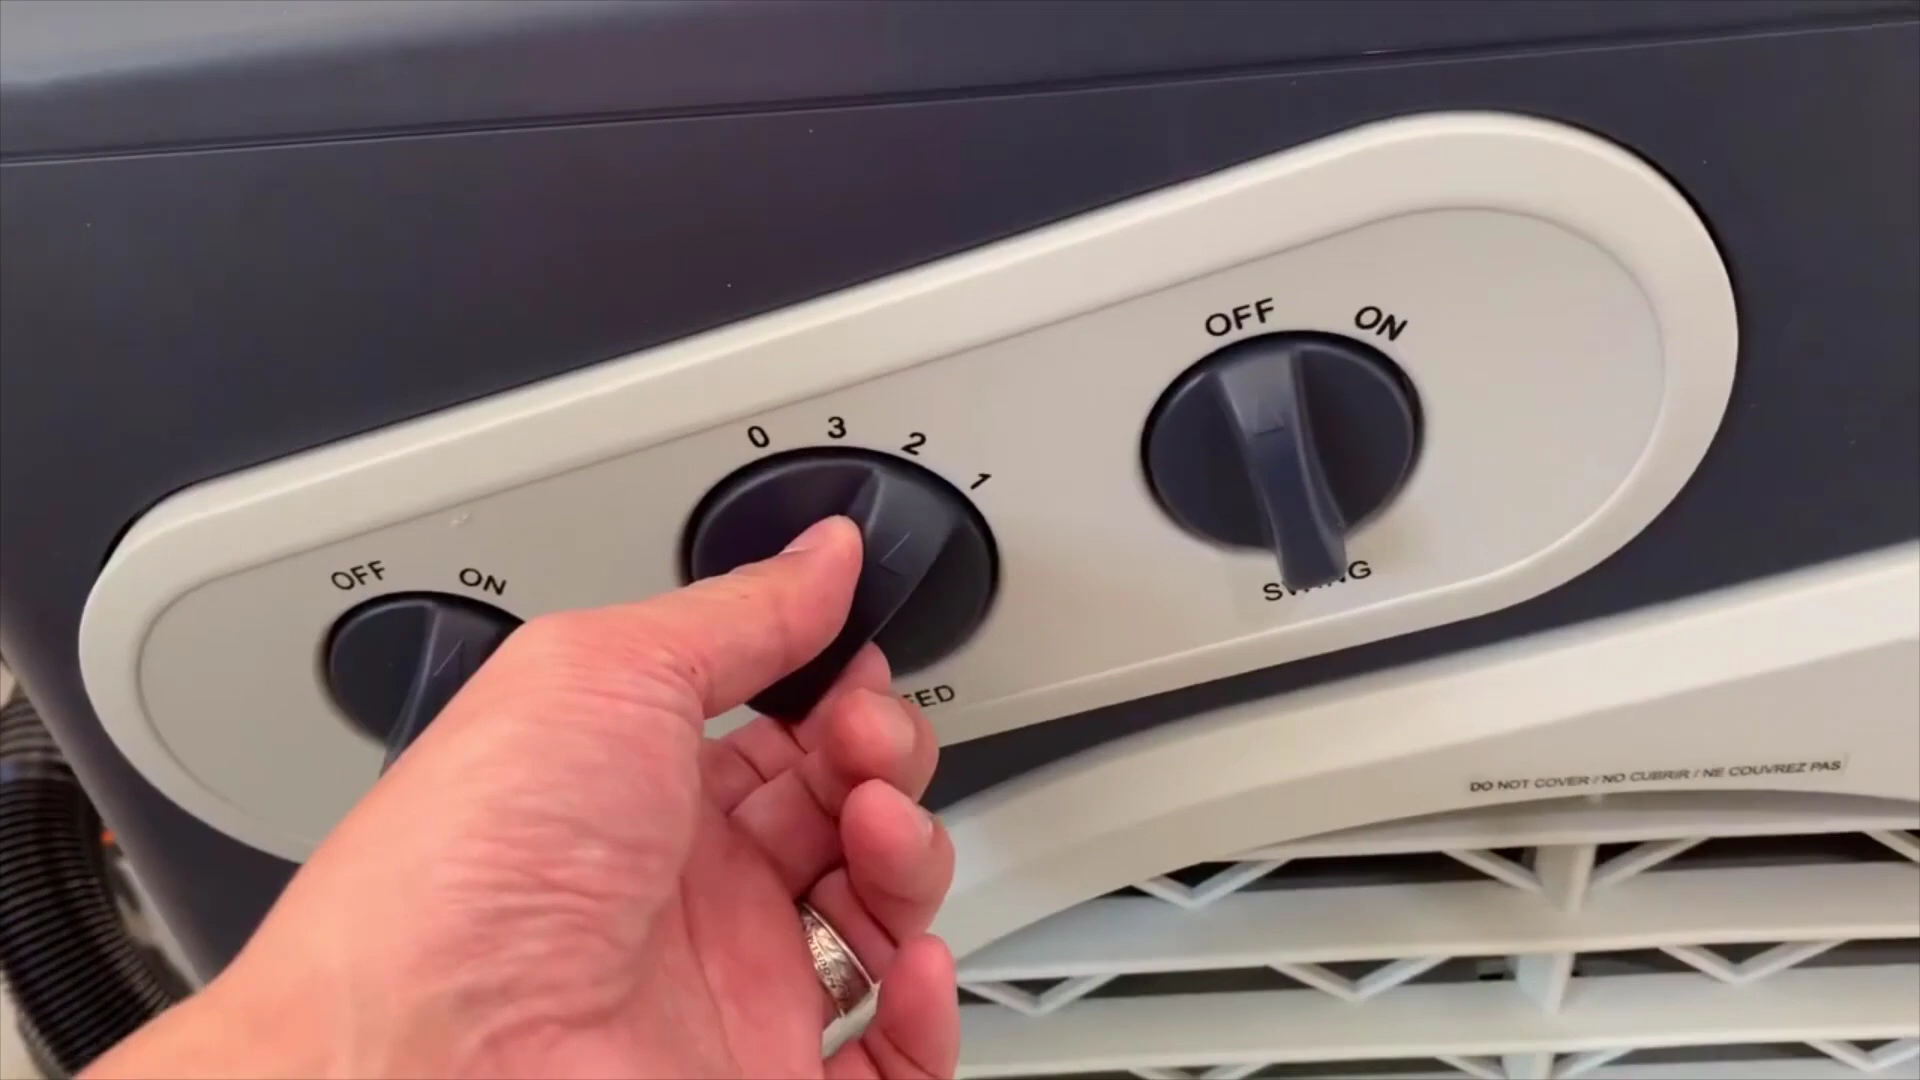 OFF ON
0 3 2 1
OFF ON
DO NOT COVER / NO CUBRIR / NE COUVREZ PAS